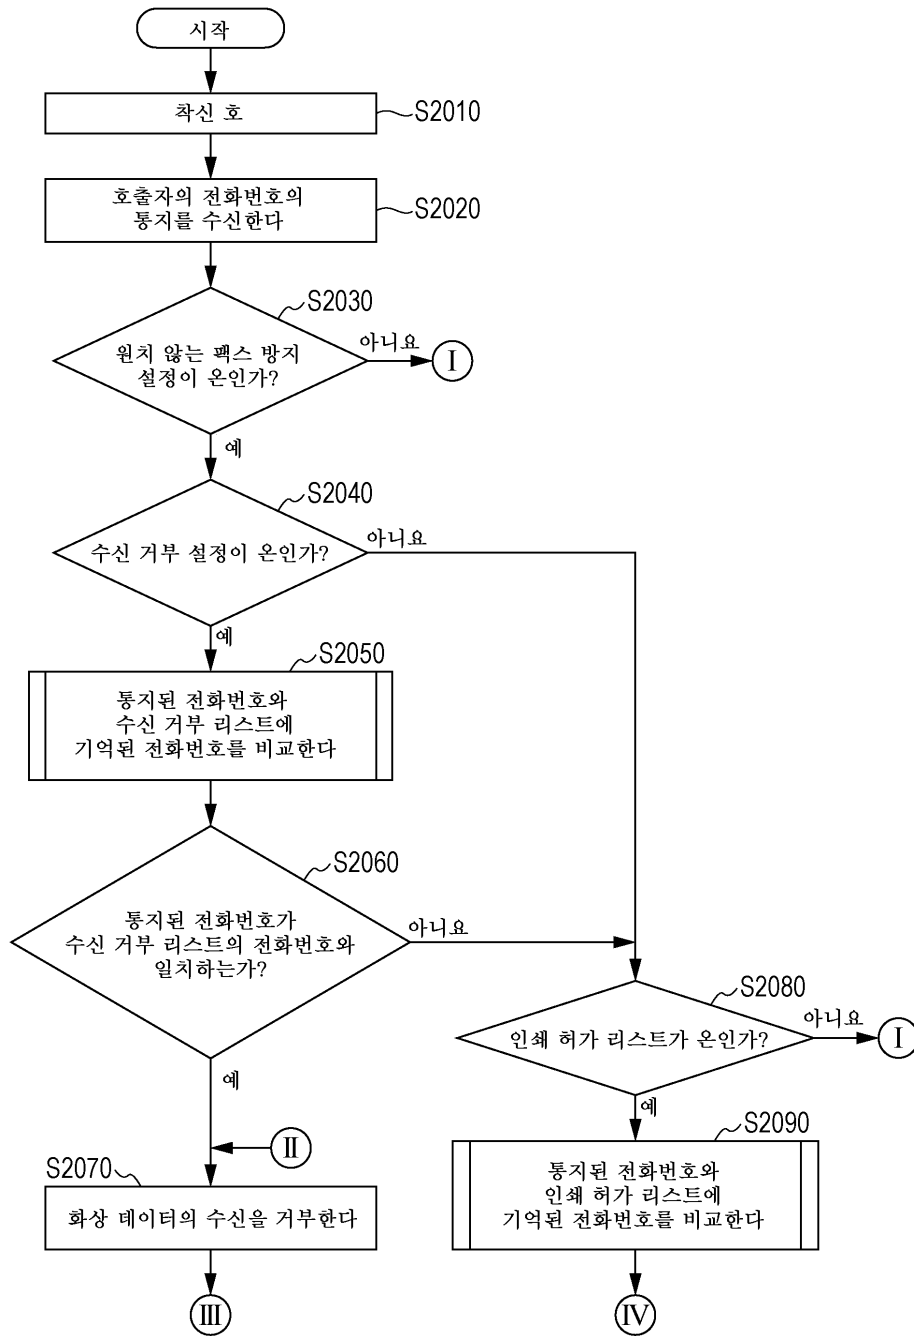 시작
착신 호
S2010
호출자의 전화번호의
통지를 수신한다
S2020
S2030
원치 않는 팩스 방지
설정이 온인가?
아니요
I
예
S2040
수신 거부 설정이 온인가?
아니요
예
S2050
통지된 전화번호와
수신 거부 리스트에
기억된 전화번호를 비교한다
S2060
통지된 전화번호가
수신 거부 리스트의 전화번호와
일치하는가?
아니요
예
S2080
인쇄 허가 리스트가 온인가?
아니요
I
예
II
S2070
화상 데이터의 수신을 거부한다
III
S2090
통지된 전화번호와
인쇄 허가 리스트에
기억된 전화번호를 비교한다
IV